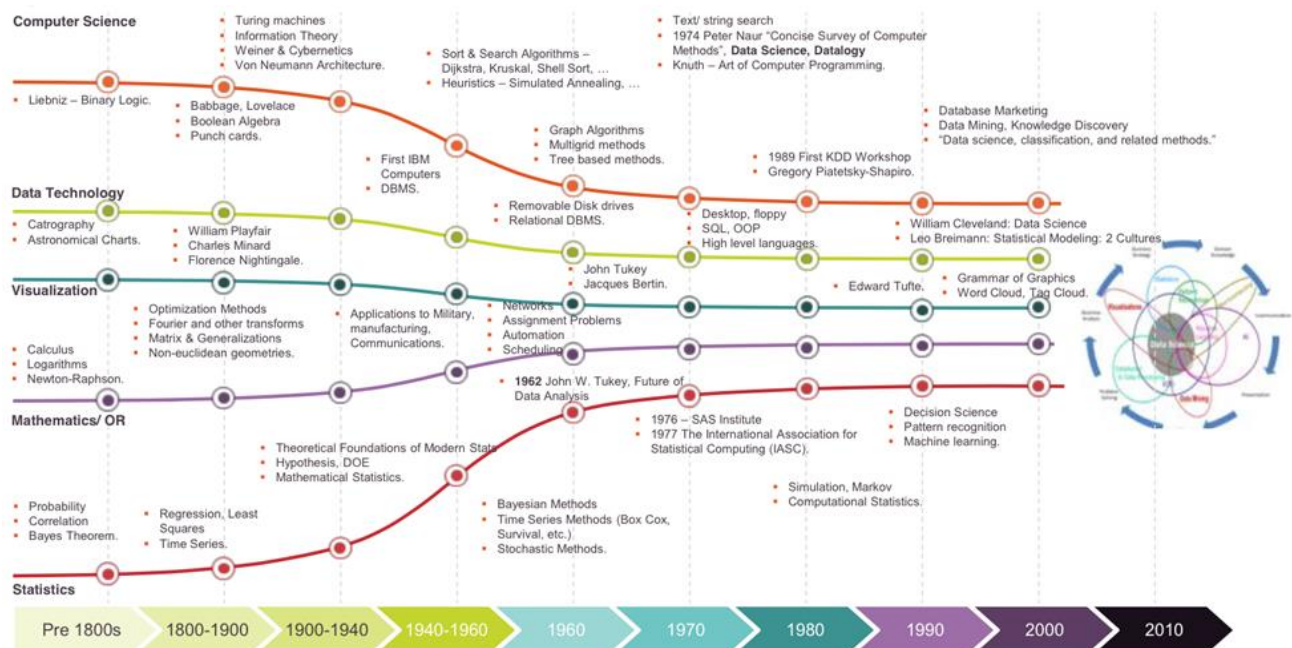 Computer Science
▪ Liebniz – Binary Logic.
▪ Turing machines
▪ Information Theory
▪ Weiner & Cybernetics
▪ Von Neumann Architecture.
▪ Babbage, Lovelace
▪ Boolean Algebra
▪ Punch cards.
▪ Sort & Search Algorithms –
Dijkstra, Kruskal, Shell Sort, …
▪ Heuristics – Simulated Annealing, …
▪ First IBM
Computers
▪ DBMS.
▪ Graph Algorithms
▪ Multigrid methods
▪ Tree based methods.
▪ Text/ string search
▪ 1974 Peter Naur “Concise Survey of Computer
Methods”, Data Science, Datalogy
▪ Knuth – Art of Computer Programming.
▪ 1989 First KDD Workshop
▪ Gregory Piatetsky-Shapiro.
▪ Database Marketing
▪ Data Mining, Knowledge Discovery
▪ “Data science, classification, and related methods.”
Data Technology
▪ Catrography
▪ Astronomical Charts.
▪ William Playfair
▪ Charles Minard
▪ Florence Nightingale.
▪ Removable Disk drives
▪ Relational DBMS.
▪ Desktop, floppy
▪ SQL, OOP
▪ High level languages.
▪ William Cleveland: Data Science
▪ Leo Breimann: Statistical Modeling: 2 Cultures
▪ John Tukey
▪ Jacques Bertin.
▪ Edward Tufte.
▪ Grammar of Graphics
▪ Word Cloud, Tag Cloud.
Visualization
▪ Calculus
▪ Logarithms
▪ Newton-Raphson.
▪ Optimization Methods
▪ Fourier and other transforms
▪ Matrix & Generalizations
▪ Non-euclidean geometries.
▪ Applications to Military,
manufacturing,
Communications.
▪ Networks
▪ Assignment Problems
▪ Automation
▪ Scheduling
▪ 1962 John W. Tukey, Future of
Data Analysis
Mathematics/ OR
▪ Theoretical Foundations of Modern Stats
▪ Hypothesis, DOE
▪ Mathematical Statistics.
▪ 1976 – SAS Institute
▪ 1977 The International Association for
Statistical Computing (IASC).
▪ Decision Science
▪ Pattern recognition
▪ Machine learning.
▪ Probability
▪ Correlation
▪ Bayes Theorem.
▪ Regression, Least
Squares
▪ Time Series.
▪ Bayesian Methods
▪ Time Series Methods (Box Cox,
Survival, etc.)
▪ Stochastic Methods.
▪ Simulation, Markov
▪ Computational Statistics.
Statistics
Data Science
Data Mining
Visualization
Pre 1800s
1800-1900
1900-1940
1940-1960
1960
1970
1980
1990
2000
2010